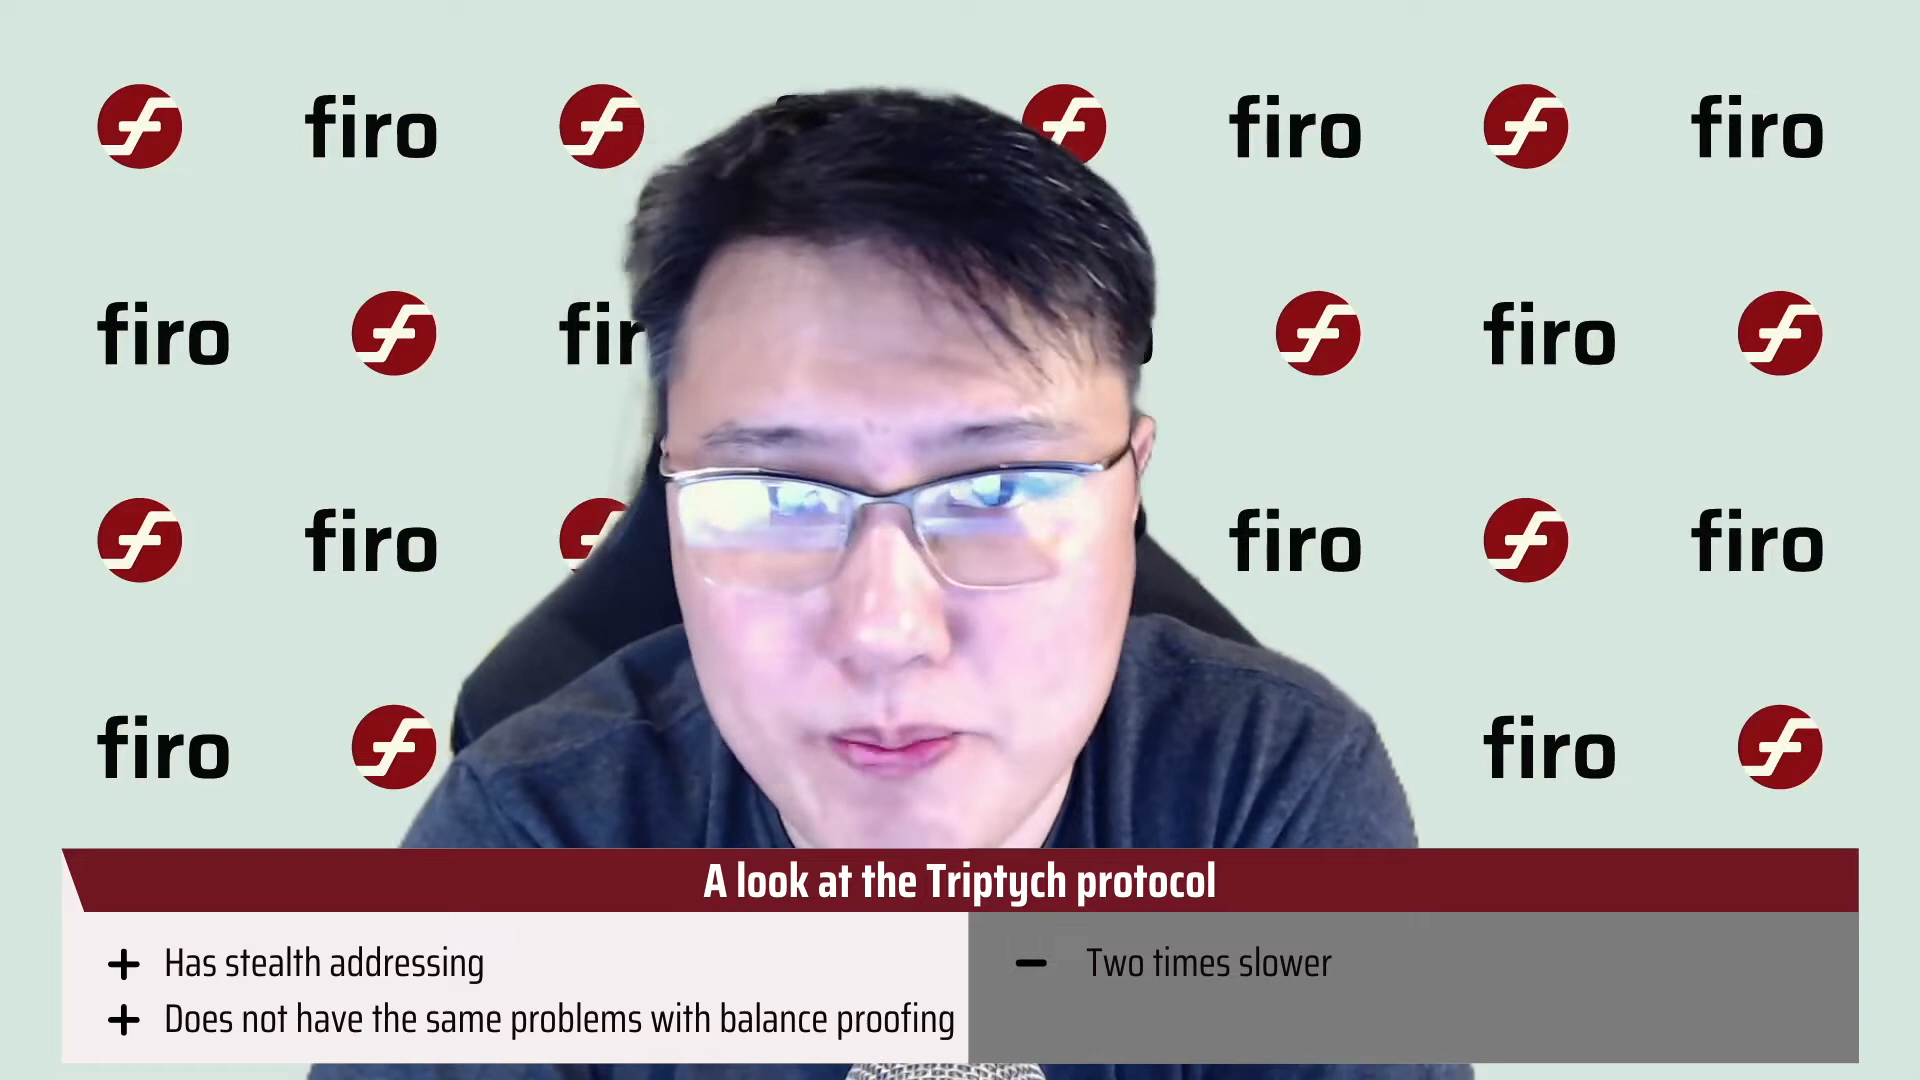 firo firo firo
firo fir firo
firo firo firo
firo firo
A look at the Triptych protocol
+ Has stealth addressing
+ Does not have the same problems with balance proofing
- Two times slower